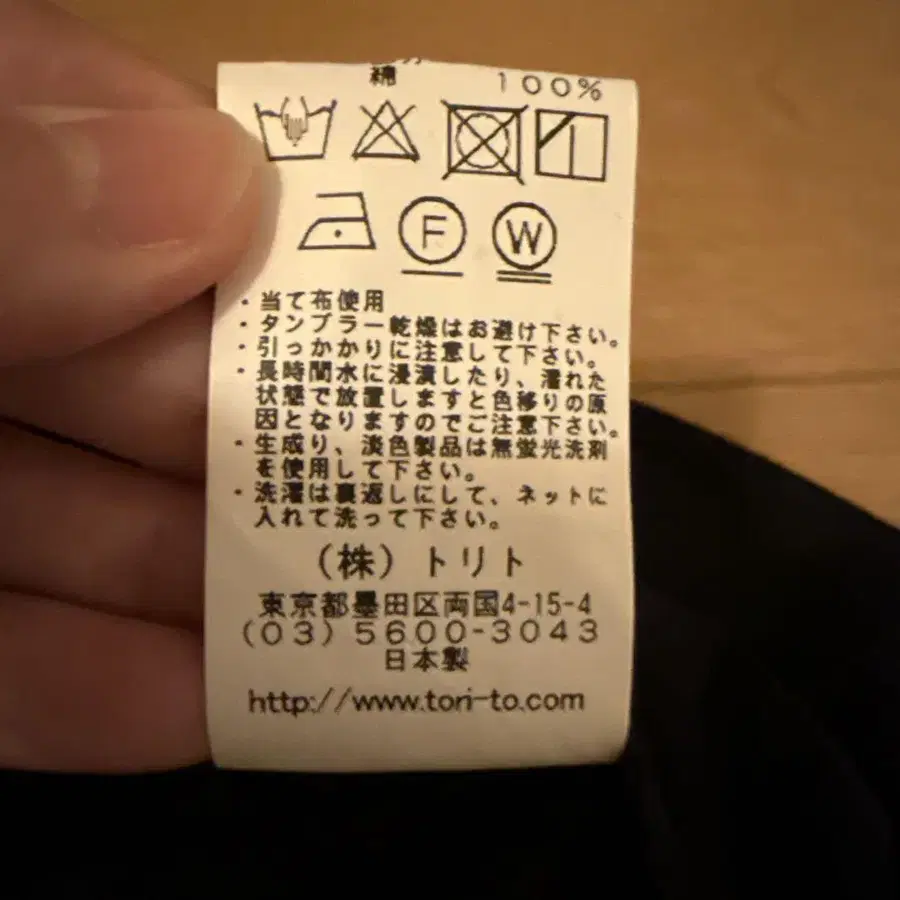 綿 100%
F W
・当て布使用
・タンブラー乾燥はお避け下さい。
・引っかかりに注意して下さい。
・長時間水に浸漬したり、濡れた
状態で放置しますと色移りの原
因となりますのでご注意下さい。
・生成り、淡色製品は無蛍光洗剤
を使用して下さい。
・洗濯は裏返しにして、ネットに
入れて洗って下さい。
(株)トリト
東京都墨田区両国4-15-4
(03)5600-3043
日本製
http://www.tori-to.com